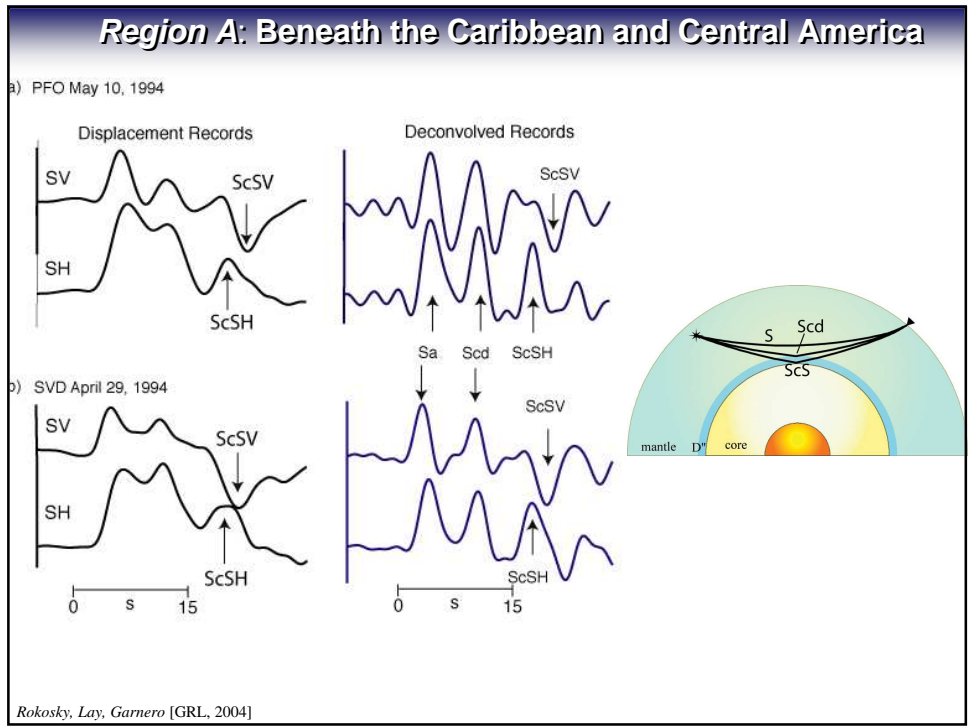 Region A: Beneath the Caribbean and Central America
a) PFO May 10, 1994
Displacement Records
Deconvolved Records
SV
ScSV
ScSV
SH
ScSH
Sa Scd ScSH
b) SVD April 29, 1994
SV
ScSV
ScSV
SH
ScSH
ScSH
0 s 15
0 s 15
S Scd
ScS
mantle D" core
Rokosky, Lay, Garnero [GRL, 2004]